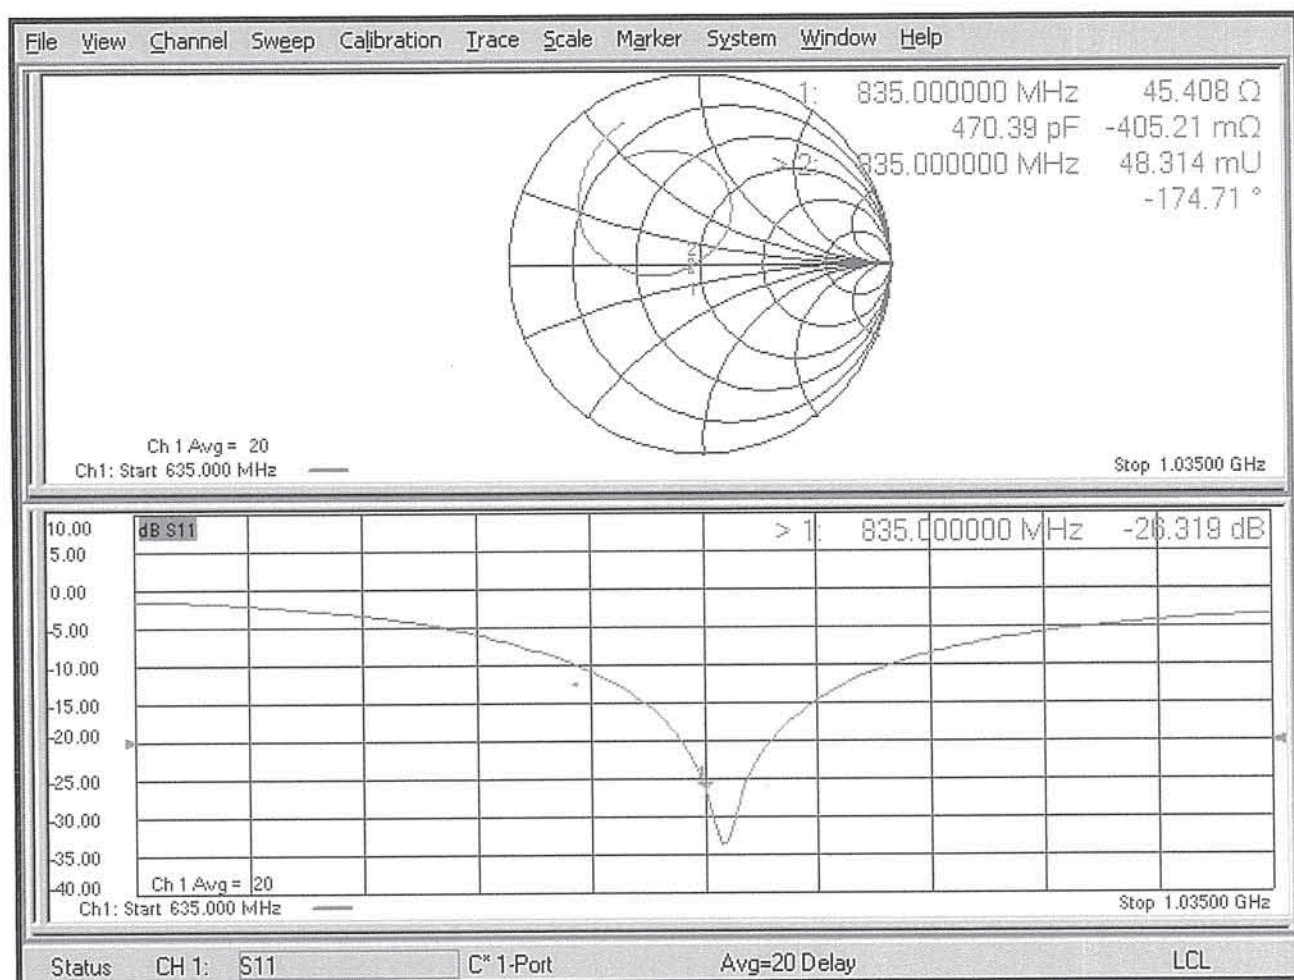 File View Channel Sweep Calibration Trace Scale Marker System Window Help
1: 835.000000 MHz 45.408 Ω
470.39 pF -405.21 mΩ
> 2: 835.000000 MHz 48.314 mU
-174.71 °
2
1
Ch 1 Avg = 20
Ch1: Start 635.000 MHz
Stop 1.03500 GHz
10.00
dB S11
> 1: 835.000000 MHz -26.319 dB
5.00
0.00
-5.00
-10.00
-15.00
-20.00
-25.00
1
-30.00
-35.00
-40.00
Ch 1 Avg = 20
Ch1: Start 635.000 MHz
Stop 1.03500 GHz
Status CH 1: S11 C* 1-Port Avg=20 Delay LCL